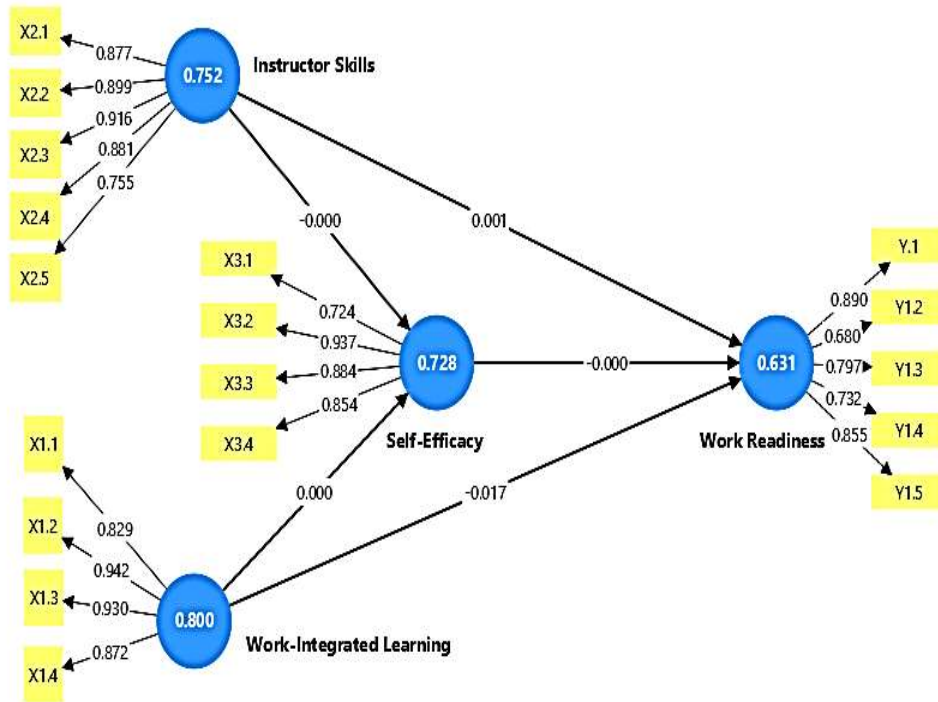 X2.1
0.877
X2.2
0.899
X2.3
0.916
X2.4
0.881
X2.5
0.755
0.752
Instructor Skills
-0.000
0.001
X3.1
0.724
X3.2
0.937
X3.3
0.884
X3.4
0.854
0.728
Self-Efficacy
-0.000
0.631
Work Readiness
Y.1
0.890
Y1.2
0.680
Y1.3
0.797
Y1.4
0.732
Y1.5
0.855
X1.1
0.829
X1.2
0.942
X1.3
0.930
X1.4
0.872
0.800
Work-Integrated Learning
0.000
-0.017